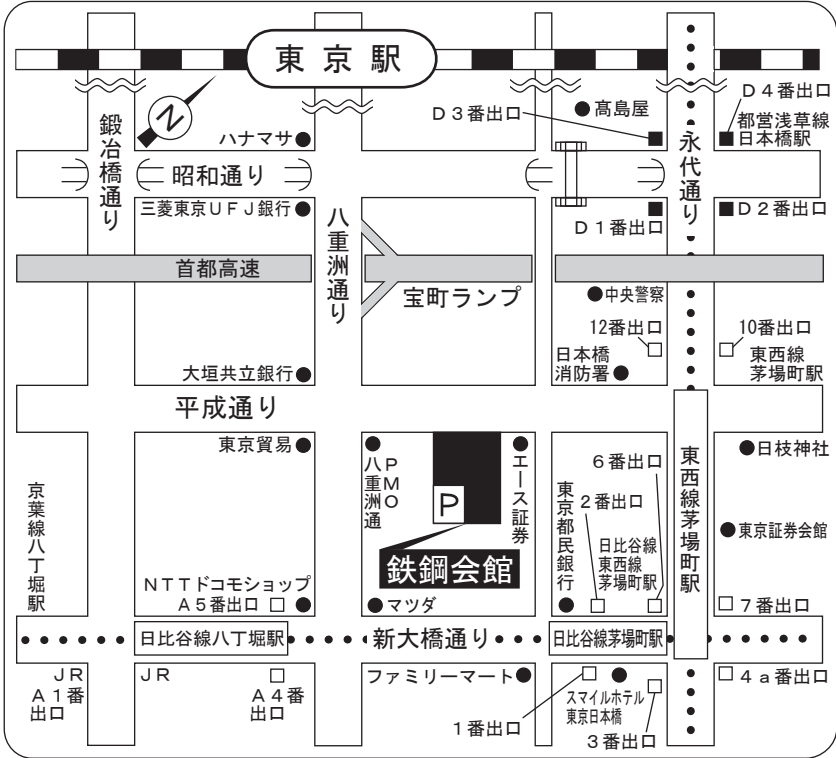 東京駅
N
鍛冶橋通り
ハナマサ
D3番出口
髙島屋
永代通り
D4番出口
都営浅草線
日本橋駅
昭和通り
三菱東京UFJ銀行
八重洲通り
D1番出口
D2番出口
首都高速
宝町ランプ
中央警察
12番出口
10番出口
日本橋
消防署
東西線
茅場町駅
大垣共立銀行
平成通り
東京貿易
PMO
八重洲通
P
エース証券
鉄鋼会館
東京都民銀行
6番出口
2番出口
日比谷線
東西線
茅場町駅
東西線茅場町駅
日枝神社
東京証券会館
京葉線八丁堀駅
NTTドコモショップ
A5番出口
マツダ
7番出口
日比谷線八丁堀駅
新大橋通り
日比谷線茅場町駅
JR
A1番
出口
JR
A4番
出口
ファミリーマート
1番出口
スマイルホテル
東京日本橋
3番出口
4a番出口